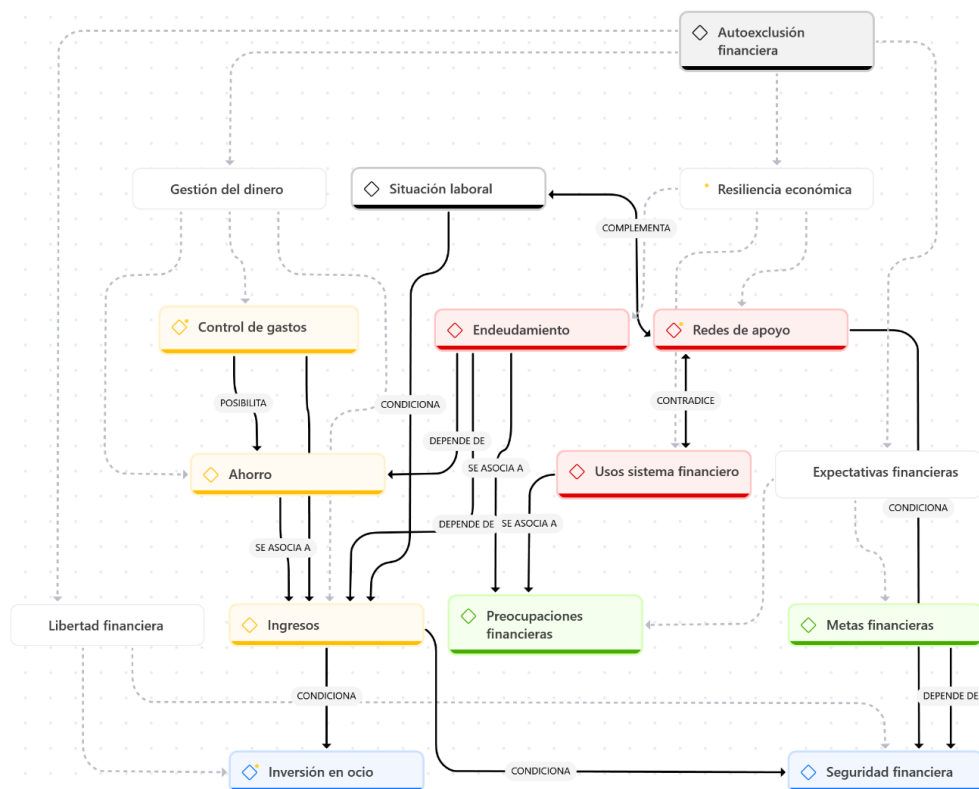 Autoexclusión
financiera
Gestión del dinero
Situación laboral
Resiliencia económica
COMPLEMENTA
Control de gastos
Endeudamiento
Redes de apoyo
POSIBILITA
CONDICIONA
CONTRADICE
DEPENDE DE
SE ASOCIA A
Ahorro
Usos sistema financiero
Expectativas financieras
CONDICIONA
DEPENDE DE
SE ASOCIA A
SE ASOCIA A
Libertad financiera
Ingresos
Preocupaciones
financieras
Metas financieras
CONDICIONA
DEPENDE DE
Inversión en ocio
CONDICIONA
Seguridad financiera